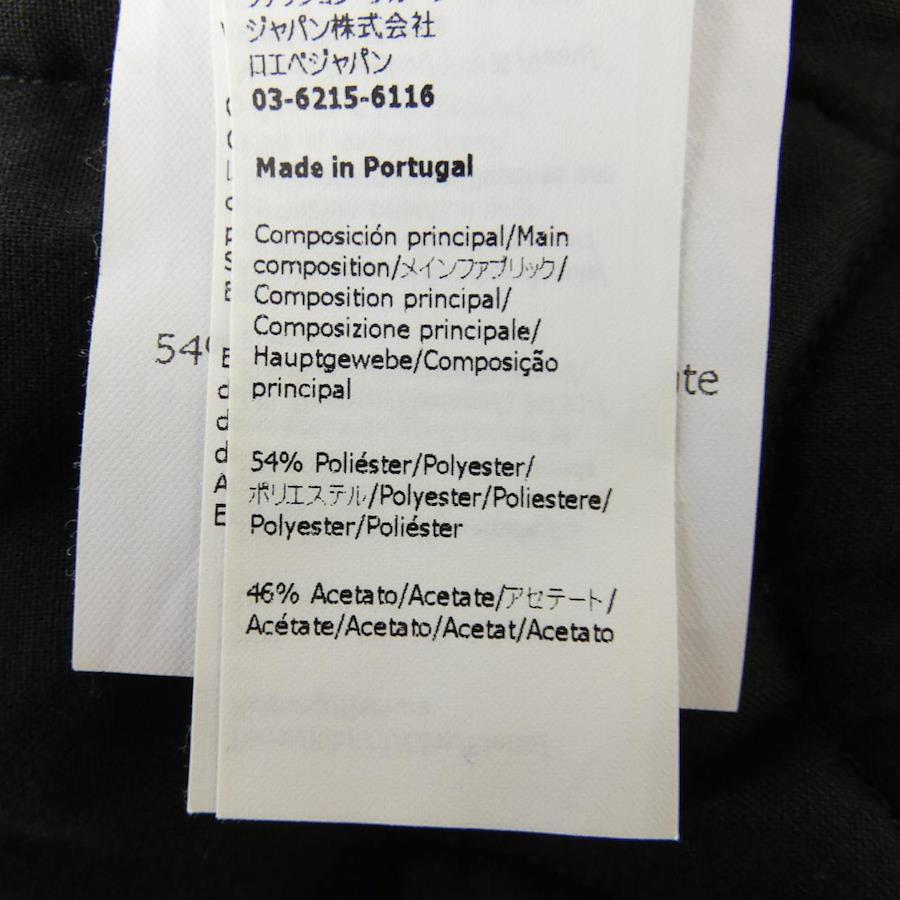 ジャパン株式会社
ロエベジャパン
03-6215-6116
Made in Portugal
Composición principal/Main
composition/メインファブリック/
Composition principal/
Composizione principale/
Hauptgewebe/Composição
principal
54% Poliéster/Polyester/
ポリエステル/Polyester/Poliestere/
Polyester/Poliéster
46% Acetato/Acetate/アセテート/
Acétate/Acetato/Acetat/Acetato
54%